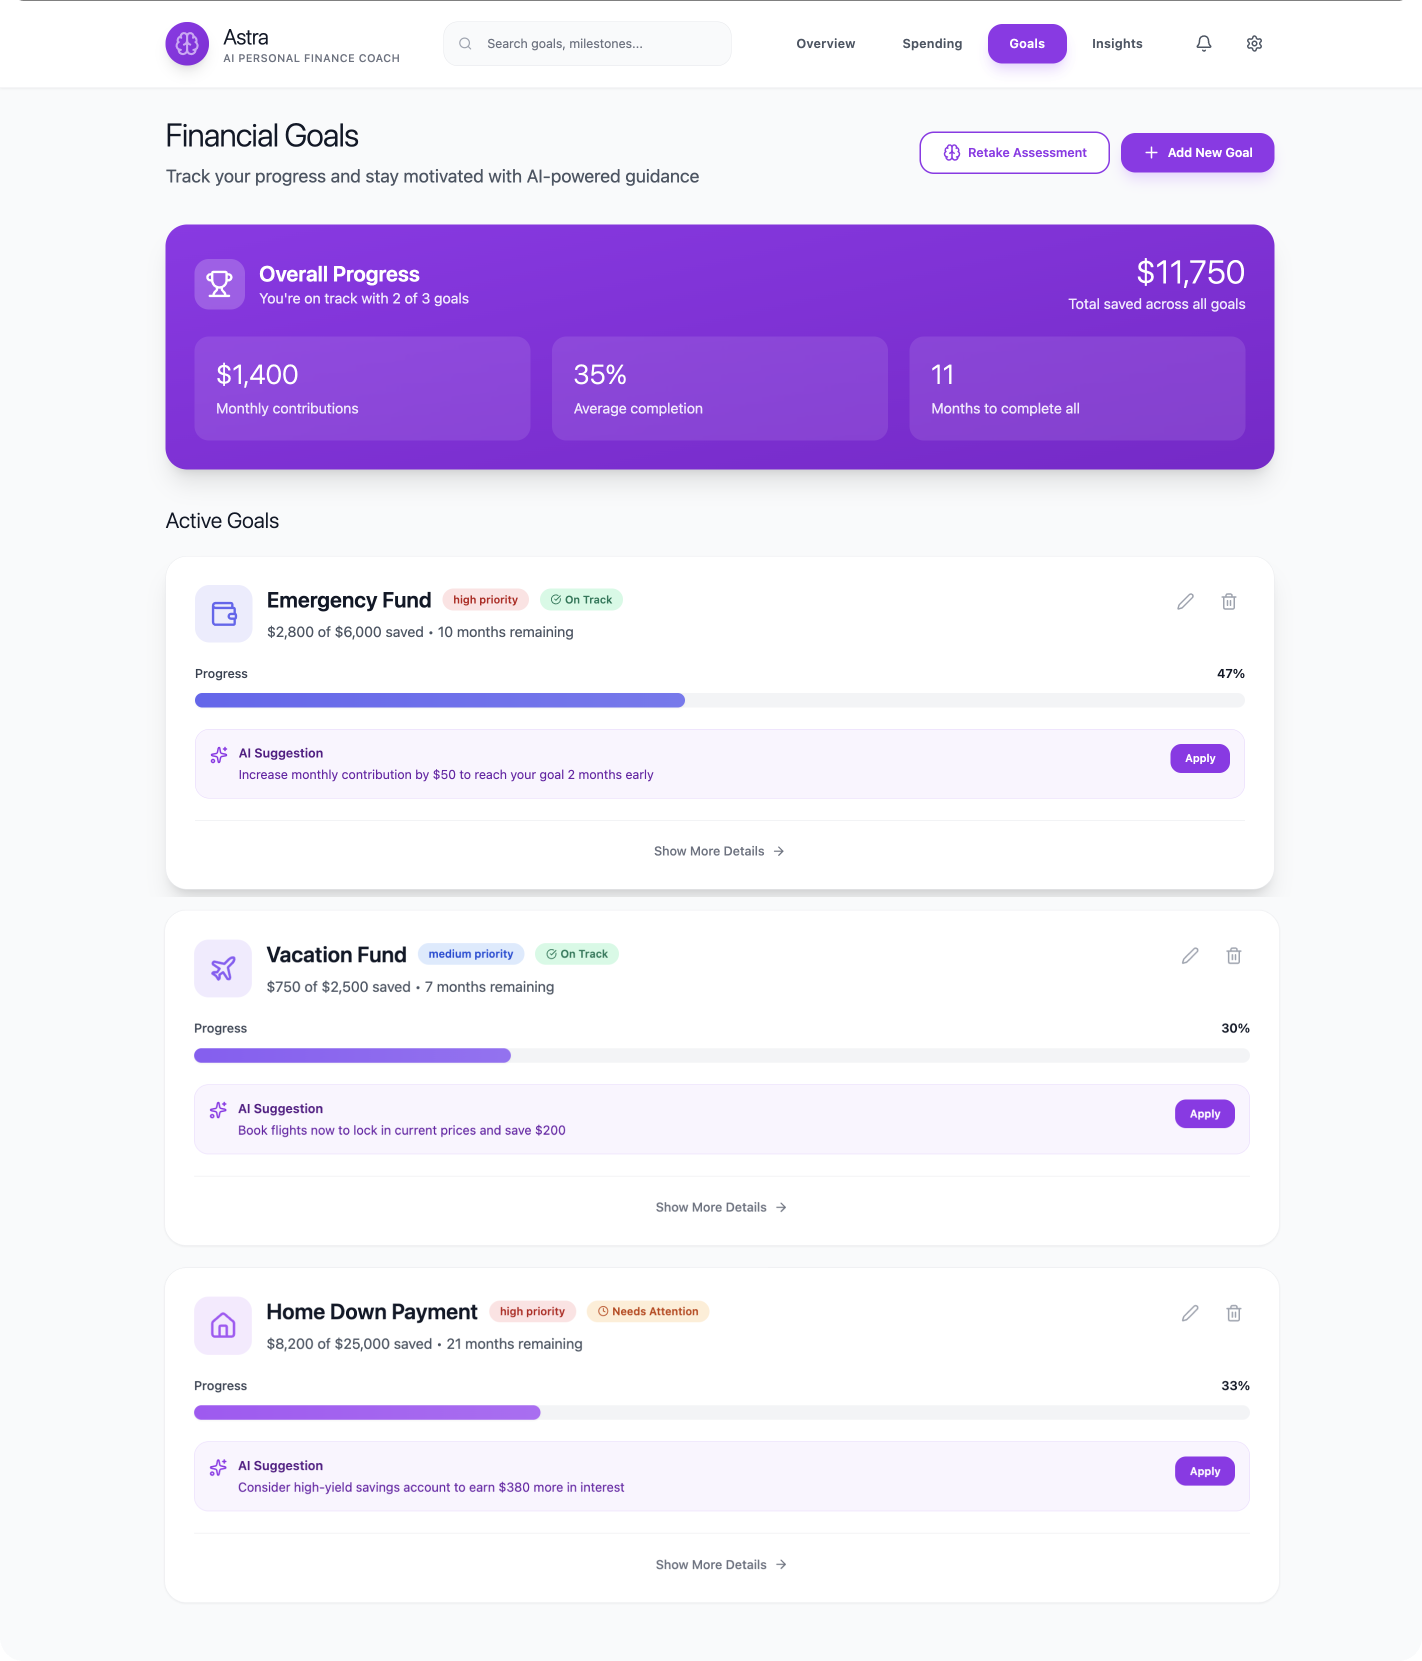 Astra
AI PERSONAL FINANCE COACH
Search goals, milestones...
Overview
Spending
Goals
Insights
Financial Goals
Track your progress and stay motivated with AI-powered guidance
Retake Assessment
Add New Goal
Overall Progress
You're on track with 2 of 3 goals
$11,750
Total saved across all goals
$1,400
Monthly contributions
35%
Average completion
11
Months to complete all
Active Goals
Emergency Fund
high priority
On Track
$2,800 of $6,000 saved • 10 months remaining
Progress
47%
AI Suggestion
Increase monthly contribution by $50 to reach your goal 2 months early
Apply
Show More Details
Vacation Fund
medium priority
On Track
$750 of $2,500 saved • 7 months remaining
Progress
30%
AI Suggestion
Book flights now to lock in current prices and save $200
Apply
Show More Details
Home Down Payment
high priority
Needs Attention
$8,200 of $25,000 saved • 21 months remaining
Progress
33%
AI Suggestion
Consider high-yield savings account to earn $380 more in interest
Apply
Show More Details